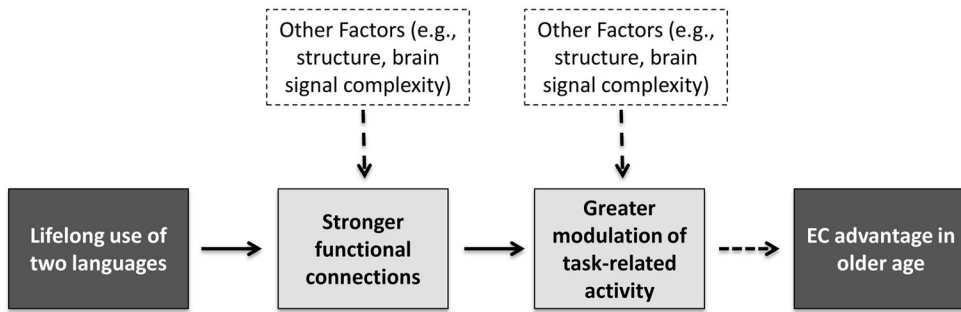 Other Factors (e.g.,
structure, brain
signal complexity)
Other Factors (e.g.,
structure, brain
signal complexity)
Lifelong use of
two languages
Stronger
functional
connections
Greater
modulation of
task-related
activity
EC advantage in
older age